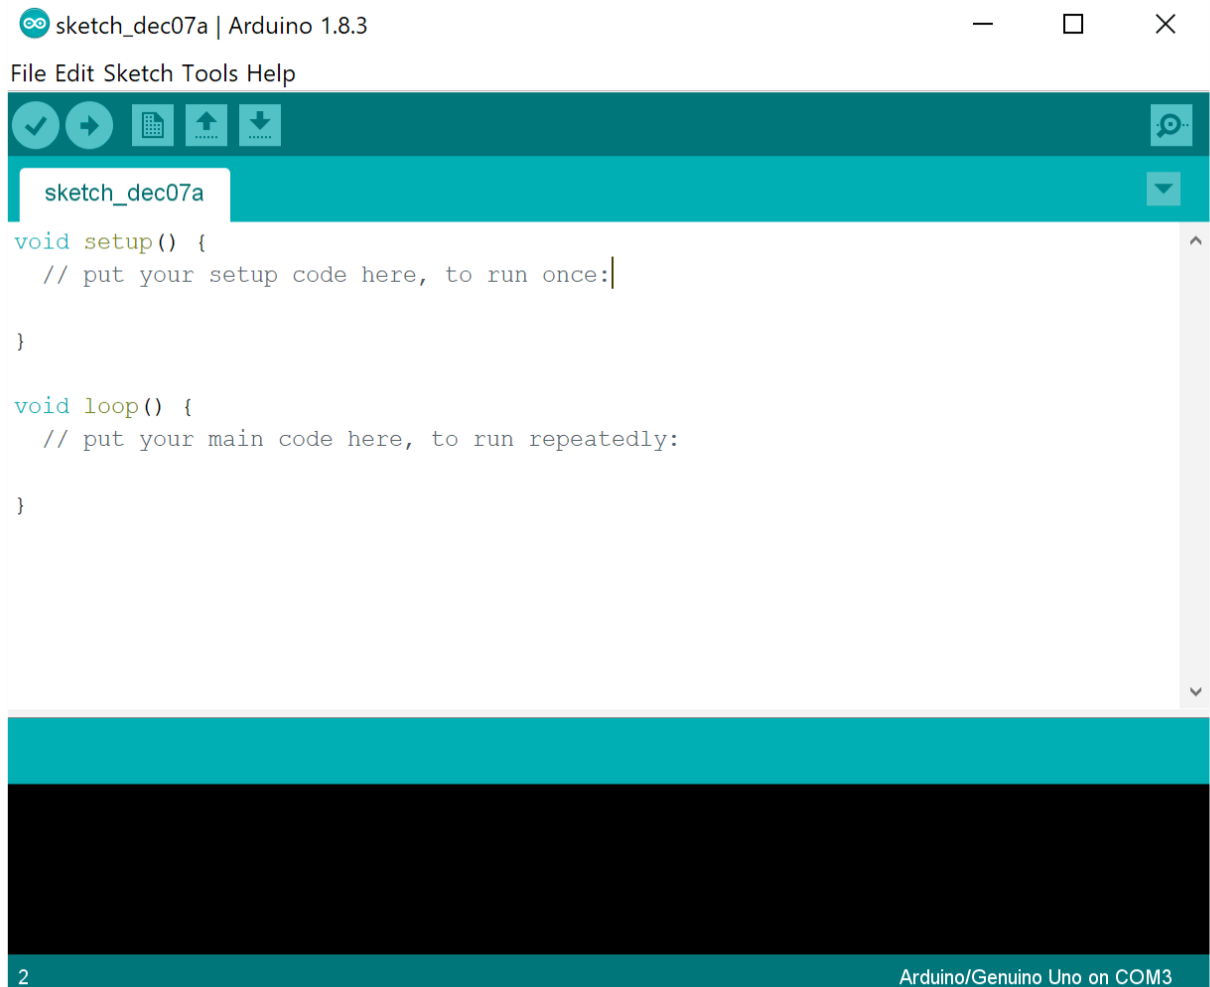 sketch_dec07a | Arduino 1.8.3
File Edit Sketch Tools Help
sketch_dec07a
void setup() {
  // put your setup code here, to run once:
}
void loop() {
  // put your main code here, to run repeatedly:
}
2
Arduino/Genuino Uno on COM3